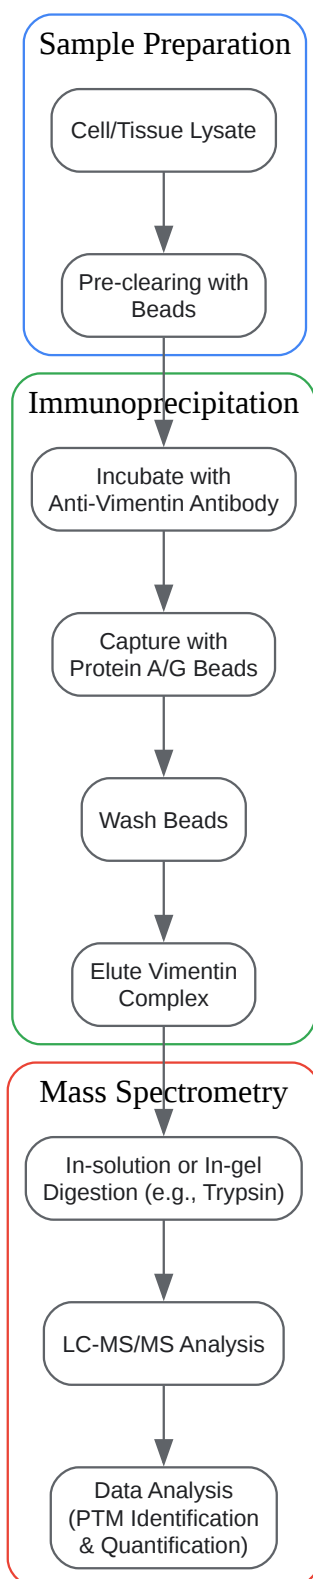 Sample Preparation
Cell/Tissue Lysate
Pre-clearing with
Beads
Immunoprecipitation
Incubate with
Anti-Vimentin Antibody
Capture with
Protein A/G Beads
Wash Beads
Elute Vimentin
Complex
Mass Spectrometry
In-solution or In-gel
Digestion (e.g., Trypsin)
LC-MS/MS Analysis
Data Analysis
(PTM Identification
& Quantification)